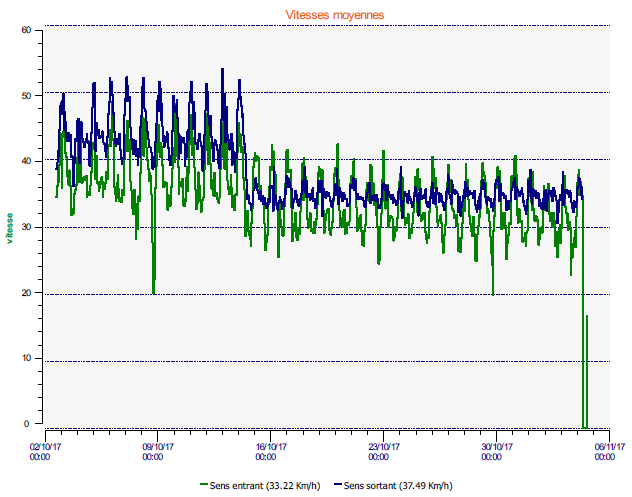 Vitesses moyennes
60
50
40
30
20
10
0
vitesse
02/10/17 09/10/17 16/10/17 23/10/17 30/10/17 06/11/17
00:00 00:00 00:00 00:00 00:00 00:00
Sens entrant (33.22 Km/h) Sens sortant (37.49 Km/h)